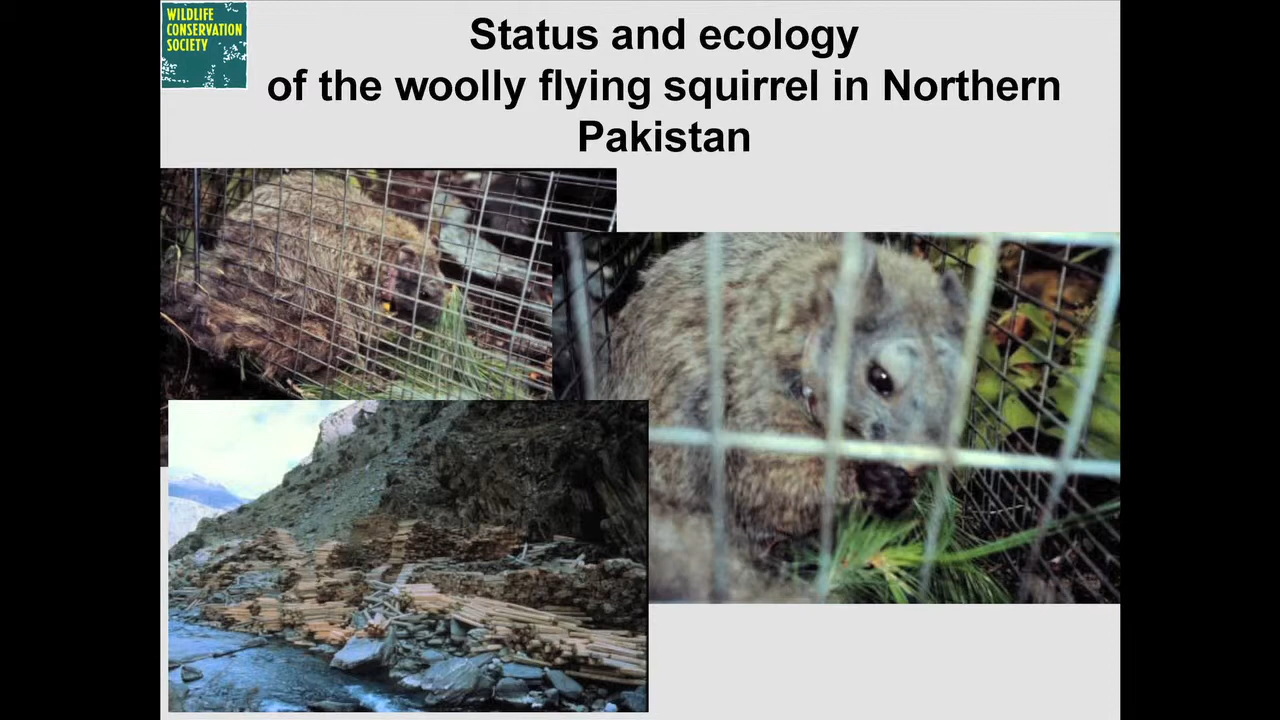 WILDLIFE
CONSERVATION
SOCIETY
Status and ecology
of the woolly flying squirrel in Northern
Pakistan